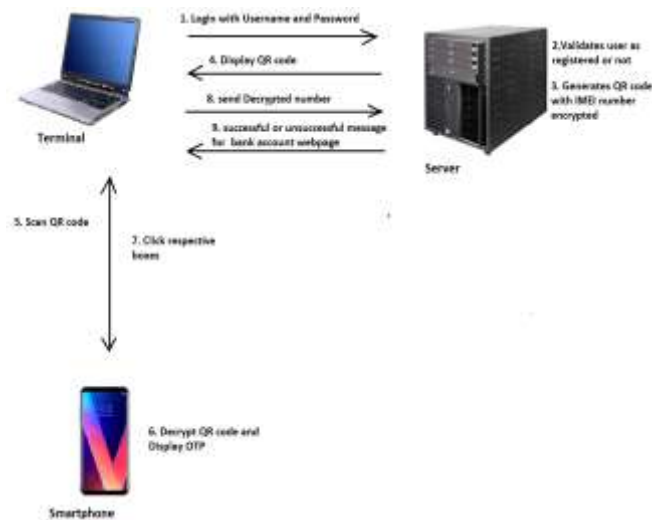 1. Login with Username and Password
2.Validates user as
registered or not
4. Display QR code
3. Generates QR code
with IMEI number
encrypted
8. send Decrypted number
9. successful or unsuccessful message
for bank account webpage
Terminal
Server
5. Scan QR code
7. Click respective
boxes
6. Decrypt QR code and
Display OTP
Smartphone